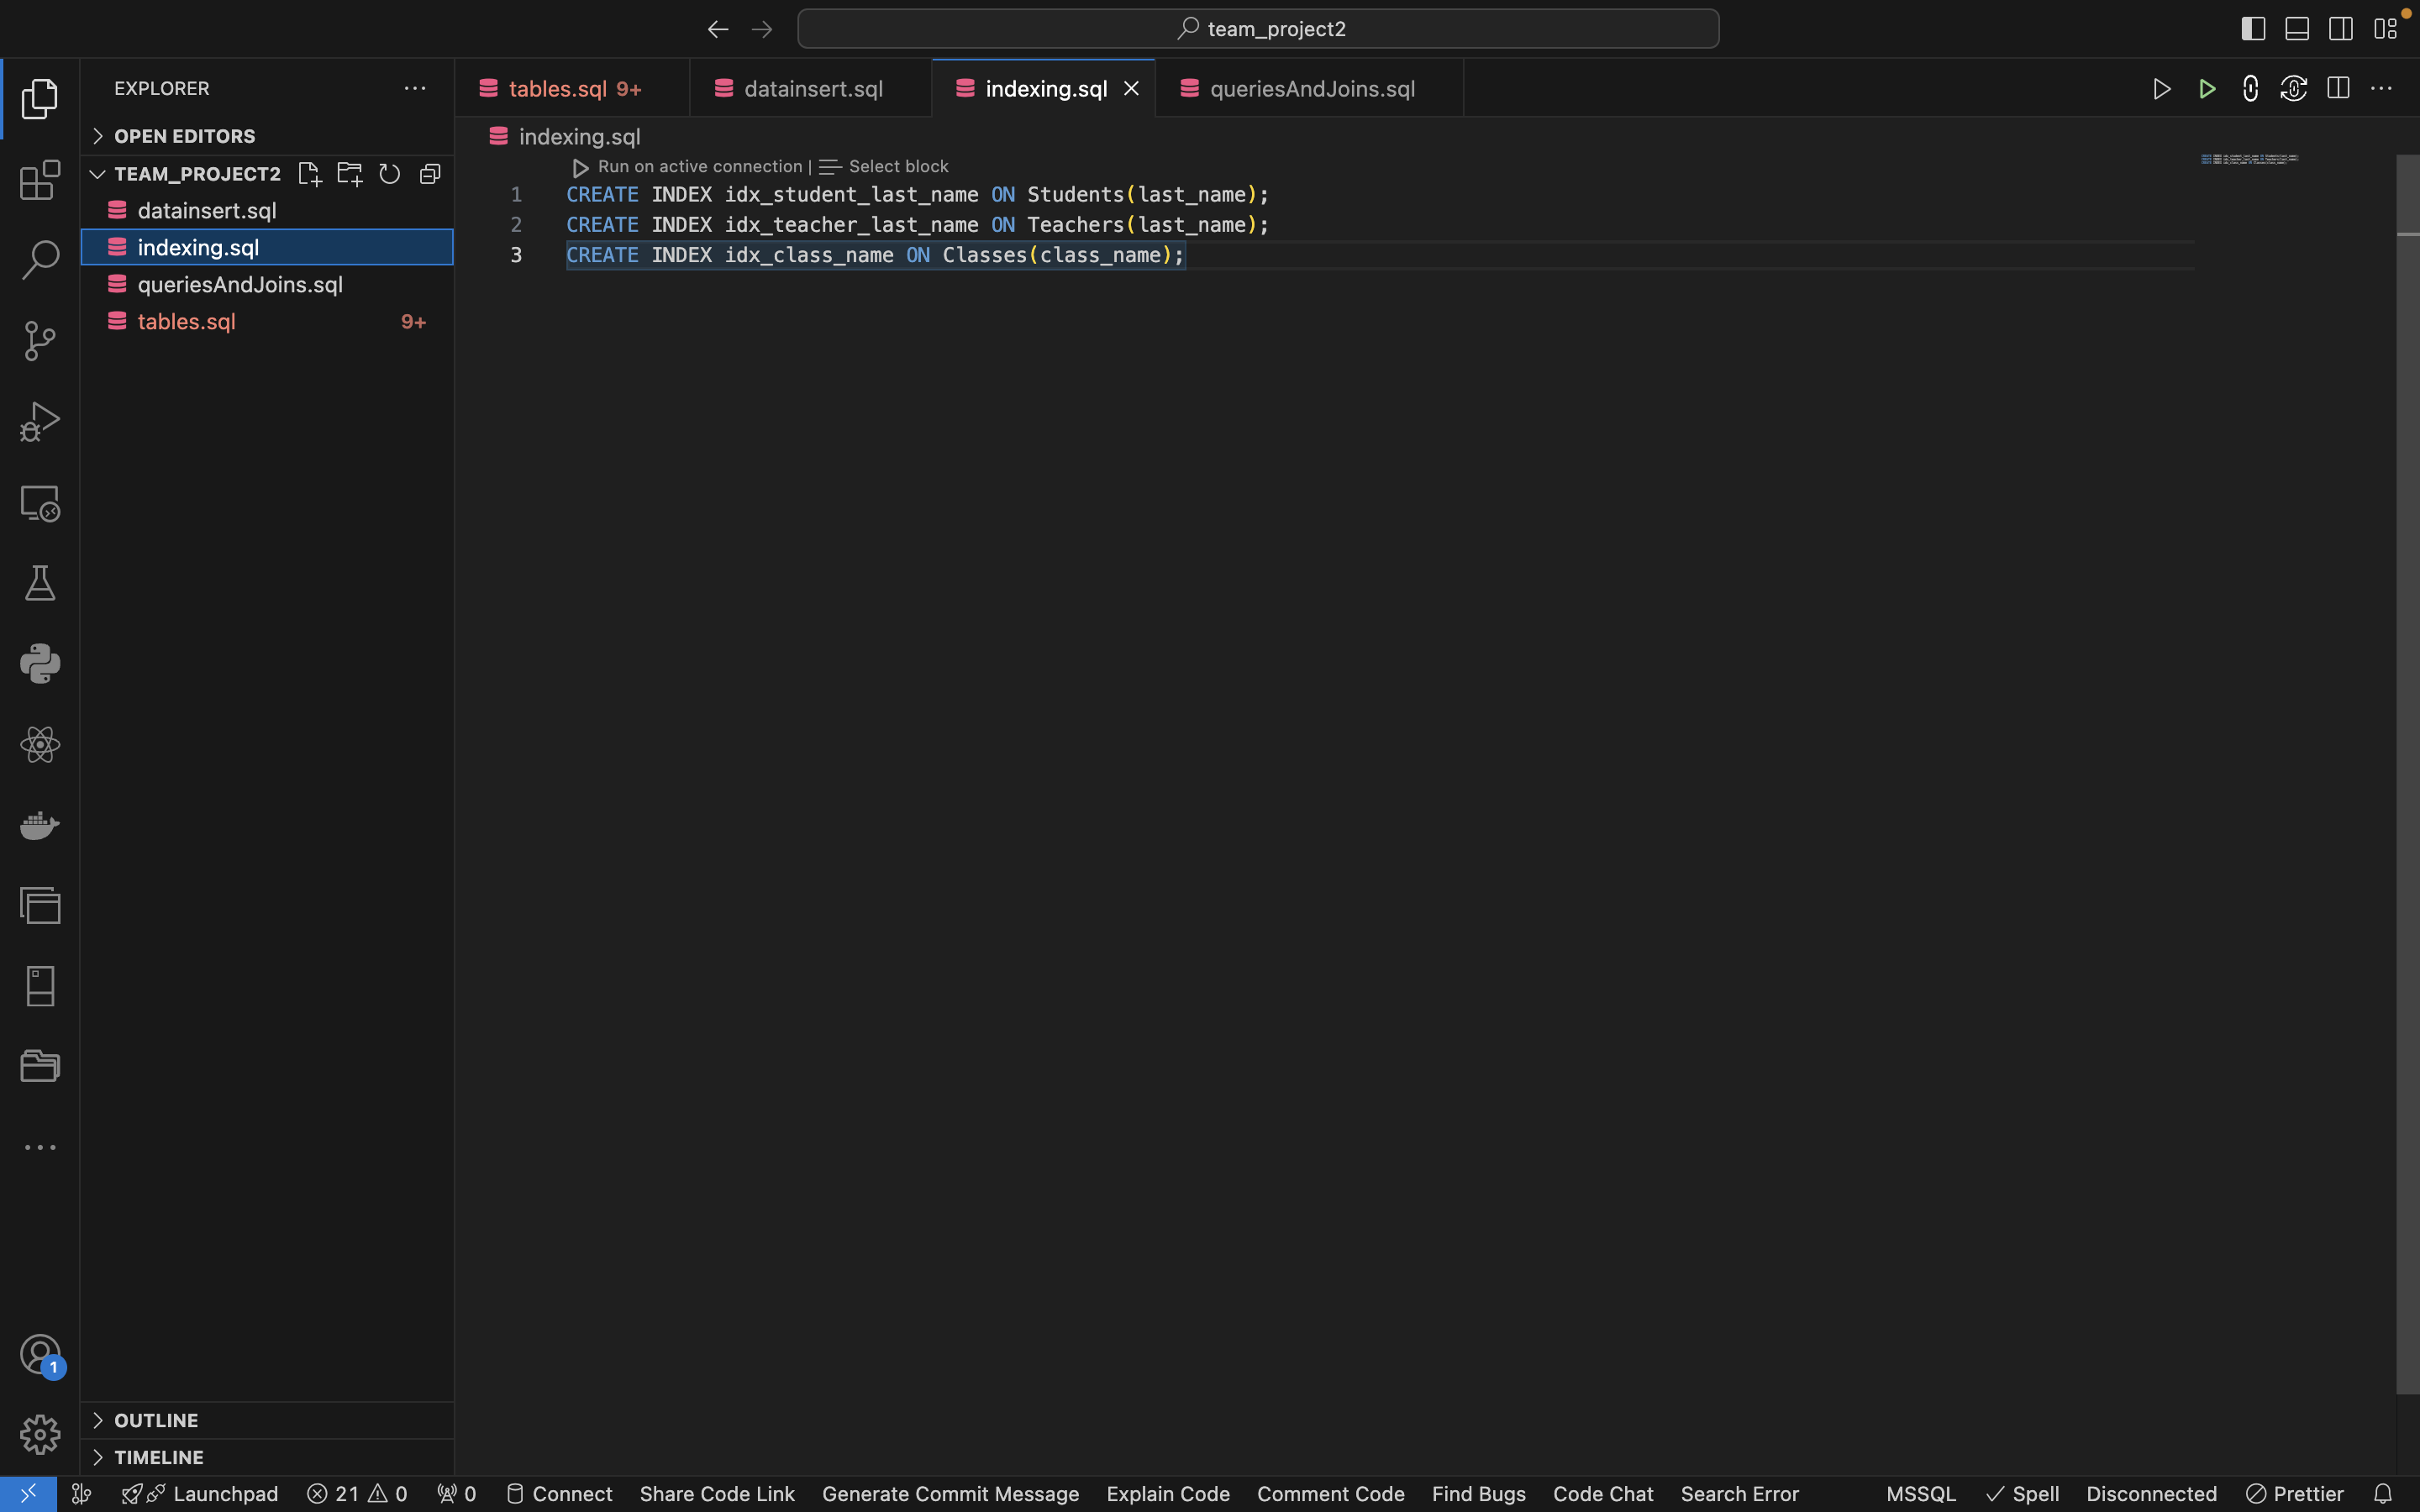 team_project2
EXPLORER
OPEN EDITORS
TEAM_PROJECT2
datainsert.sql
indexing.sql
queriesAndJoins.sql
tables.sql 9+
tables.sql 9+
datainsert.sql
indexing.sql
queriesAndJoins.sql
indexing.sql
Run on active connection | Select block
1 CREATE INDEX idx_student_last_name ON Students(last_name);
2 CREATE INDEX idx_teacher_last_name ON Teachers(last_name);
3 CREATE INDEX idx_class_name ON Classes(class_name);
1
OUTLINE
TIMELINE
Launchpad 21 0 0 Connect Share Code Link Generate Commit Message Explain Code Comment Code Find Bugs Code Chat Search Error MSSQL Spell Disconnected Prettier